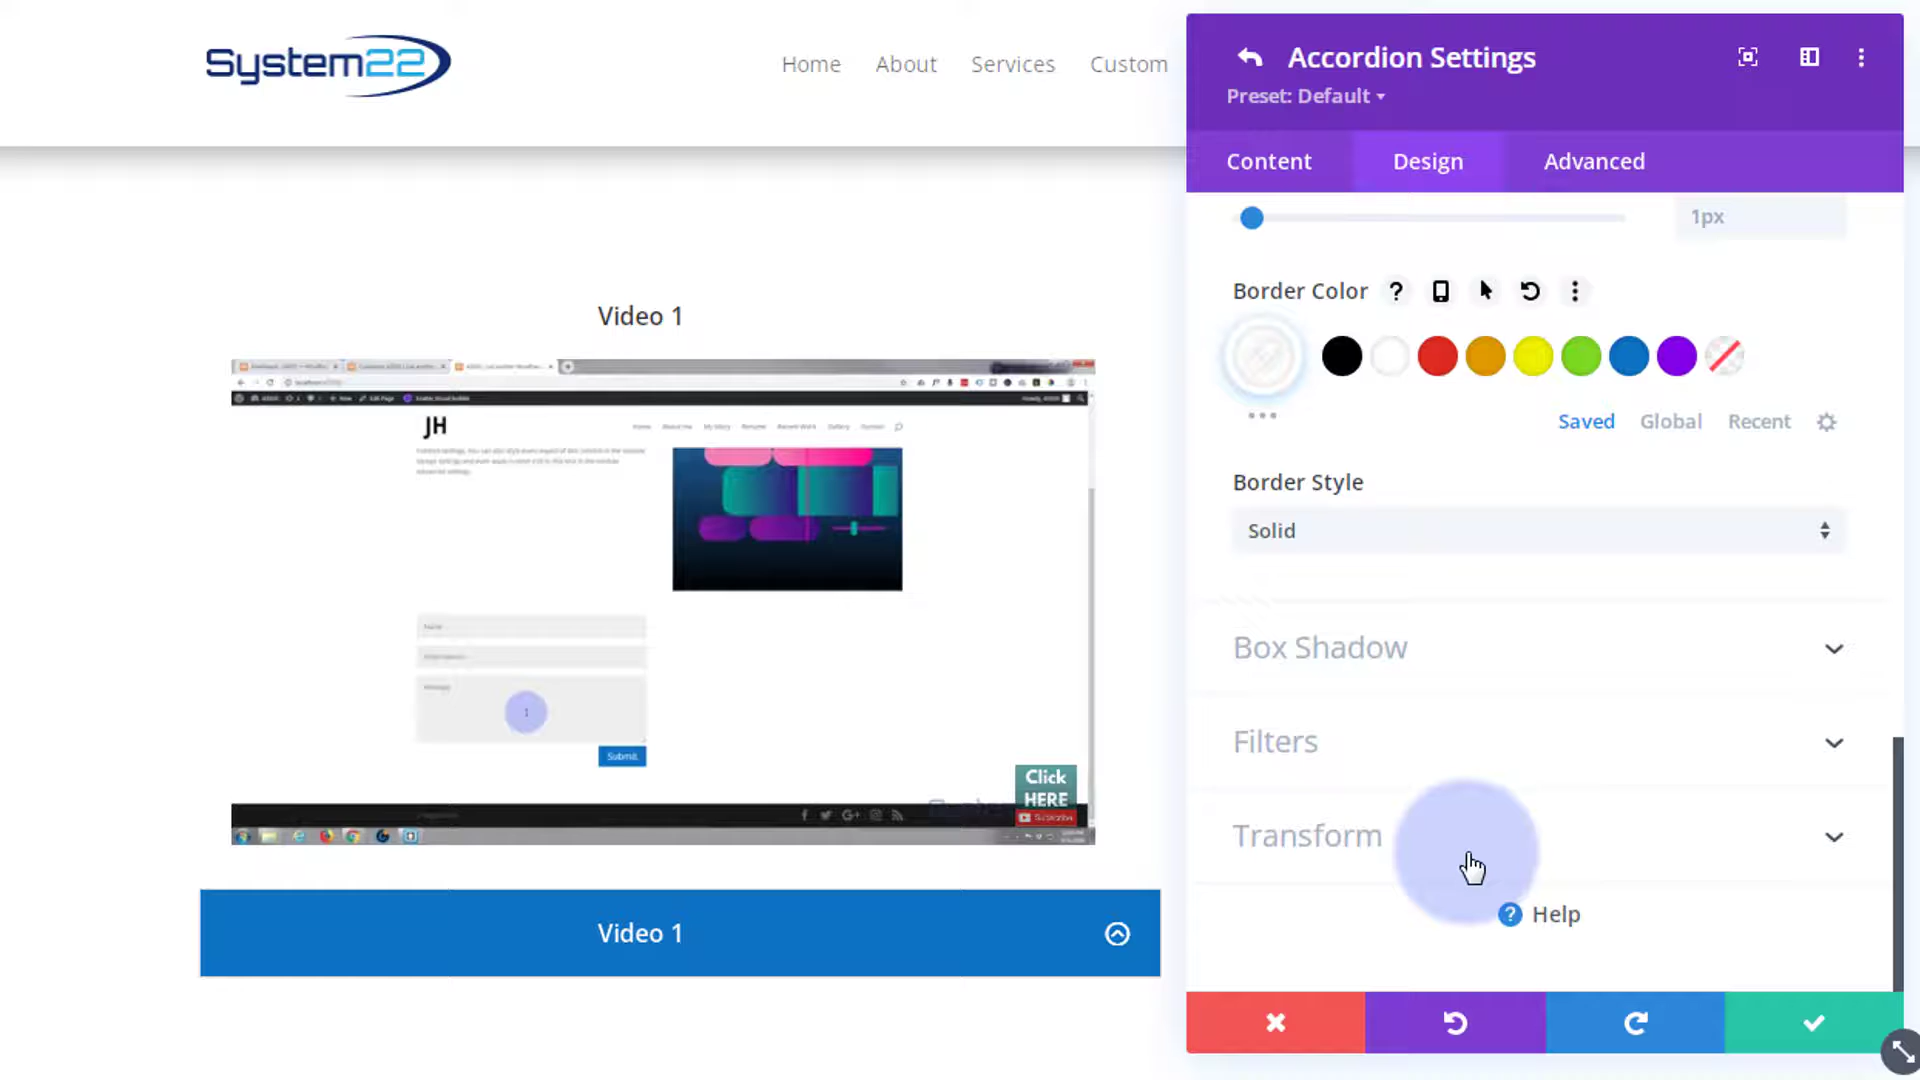 System22
Home About Services Custom
Accordion Settings
Preset: Default
Content Design Advanced
1px
Border Color
Saved Global Recent
Border Style
Solid
Box Shadow
Filters
Transform
Help
Video 1
JH
Submit
Click
HERE
Subscribe
Video 1